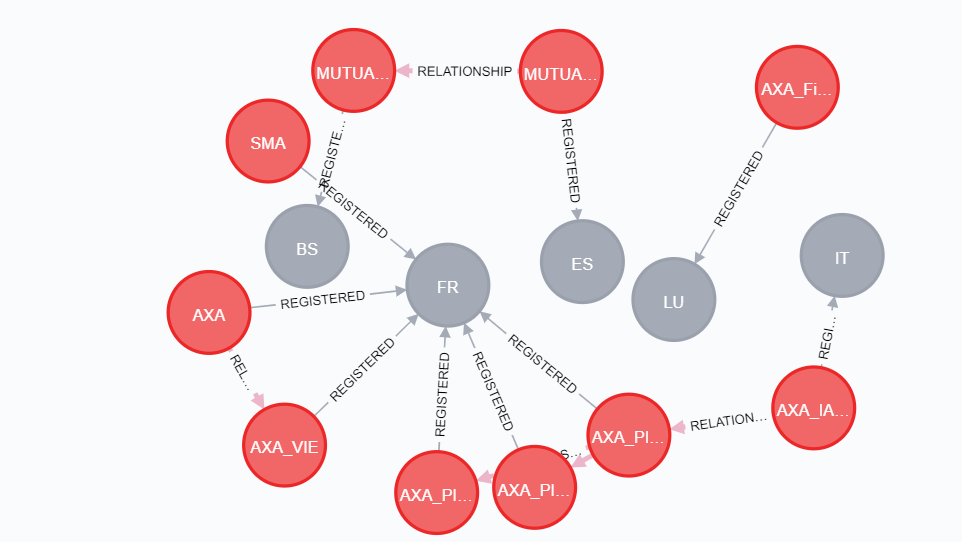 MUTUA...
RELATIONSHIP
MUTUA...
AXA_Fi...
SMA
REGISTE...
REGISTERED
REGISTERED
REGISTERED
BS
ES
IT
FR
LU
AXA
REGISTERED
REL...
REGISTERED
REGISTERED
REGISTERED
REGISTERED
REGI...
AXA_VIE
AXA_PI...
AXA_PI...
S...
AXA_PI...
RELATION...
AXA_IA...